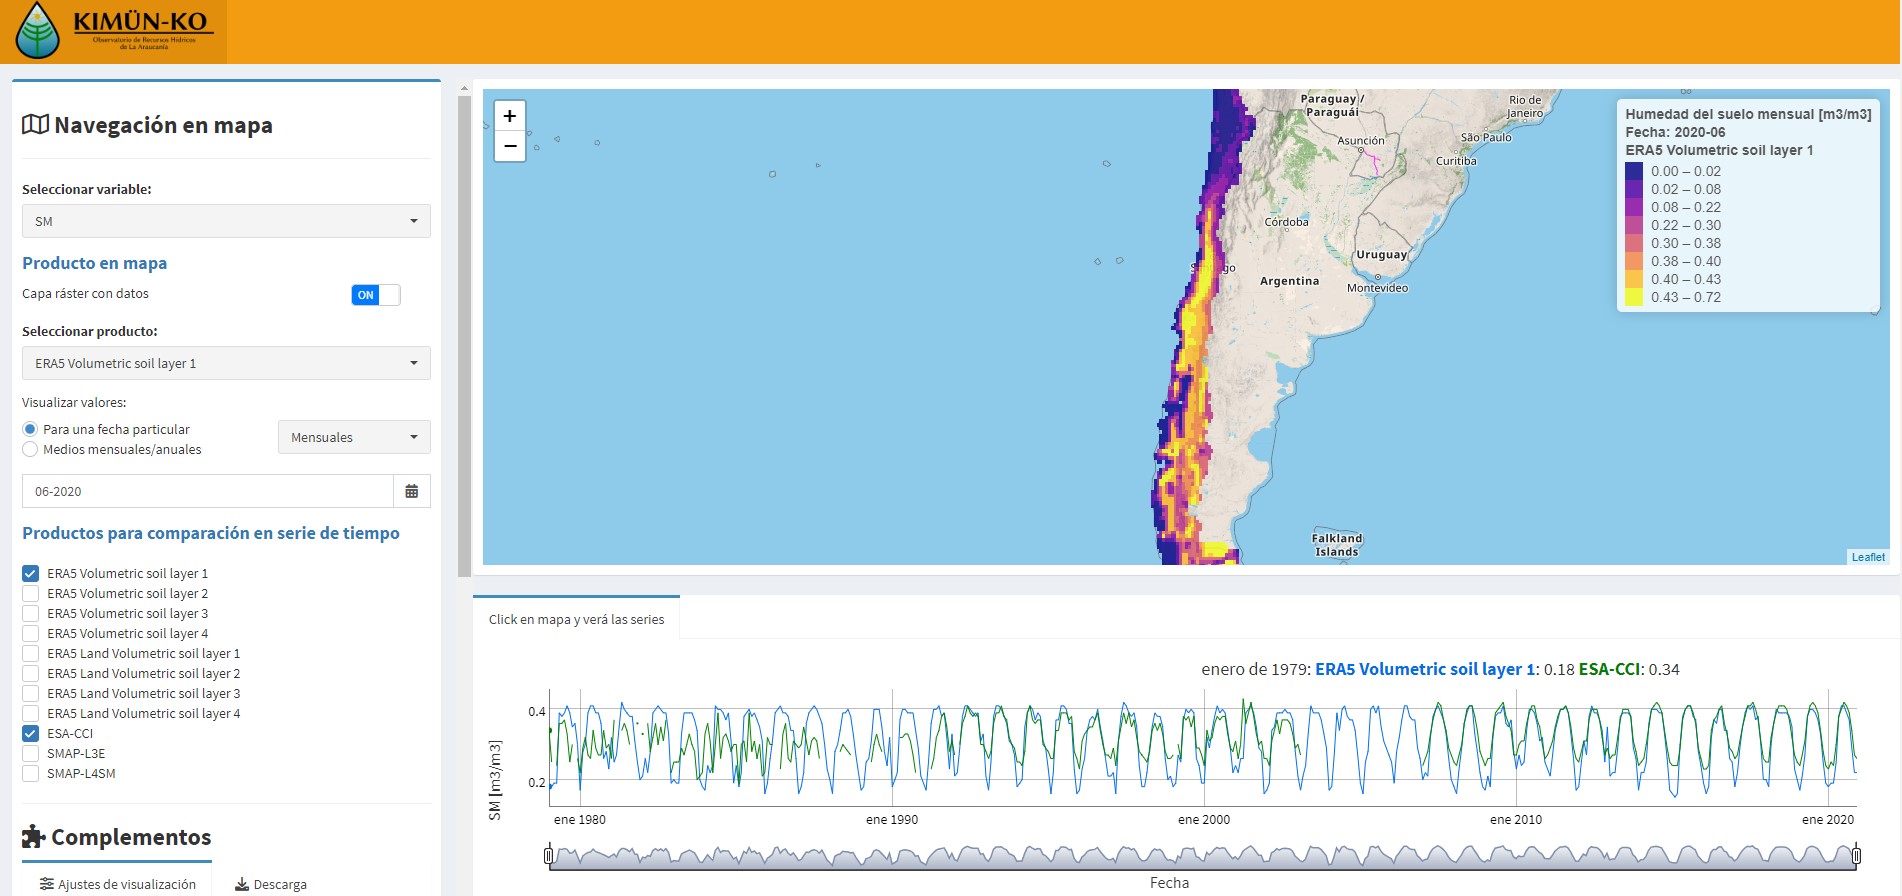 KIMÜN-KO
Observatorio de Recursos Hídricos
de La Araucanía
Navegación en mapa
Seleccionar variable:
SM
Producto en mapa
Capa ráster con datos
ON
Seleccionar producto:
ERA5 Volumetric soil layer 1
Visualizar valores:
Para una fecha particular
Medios mensuales/anuales
Mensuales
06-2020
Productos para comparación en serie de tiempo
ERA5 Volumetric soil layer 1
ERA5 Volumetric soil layer 2
ERA5 Volumetric soil layer 3
ERA5 Volumetric soil layer 4
ERA5 Land Volumetric soil layer 1
ERA5 Land Volumetric soil layer 2
ERA5 Land Volumetric soil layer 3
ERA5 Land Volumetric soil layer 4
ESA-CCI
SMAP-L3E
SMAP-L4SM
Complementos
Ajustes de visualización
Descarga
+
−
Paraguay /
Paraguái
Asunción
Rio de
Janeiro
São Paulo
Curitiba
Córdoba
Uruguay
Argentina
Montevideo
Falkland
Islands
Humedad del suelo mensual [m3/m3]
Fecha: 2020-06
ERA5 Volumetric soil layer 1
0.00 – 0.02
0.02 – 0.08
0.08 – 0.22
0.22 – 0.30
0.30 – 0.38
0.38 – 0.40
0.40 – 0.43
0.43 – 0.72
Leaflet
Click en mapa y verá las series
enero de 1979: ERA5 Volumetric soil layer 1: 0.18 ESA-CCI: 0.34
SM [m3/m3]
0.4
0.2
ene 1980
ene 1990
ene 2000
ene 2010
ene 2020
Fecha